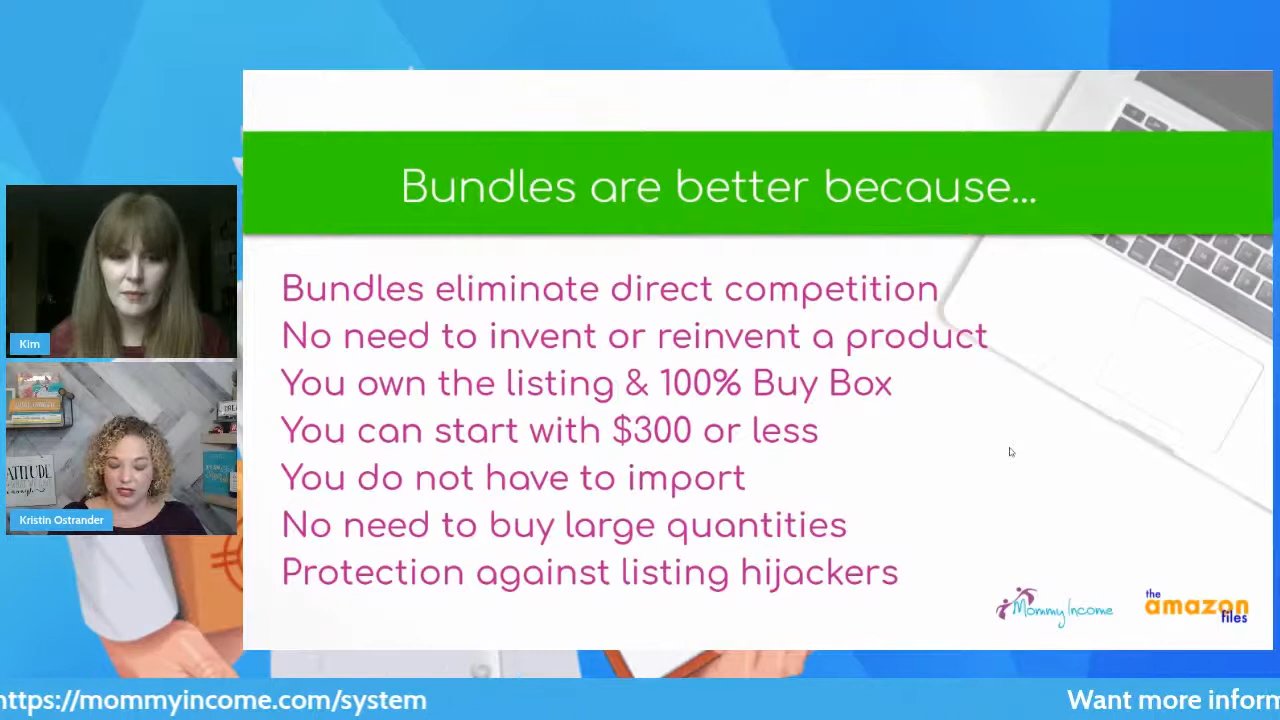 Bundles are better because...
Bundles eliminate direct competition
No need to invent or reinvent a product
You own the listing & 100% Buy Box
You can start with $300 or less
You do not have to import
No need to buy large quantities
Protection against listing hijackers
Kim
Kristin Ostrander
Mommy Income
the
amazon
files
https://mommyincome.com/system
Want more inform